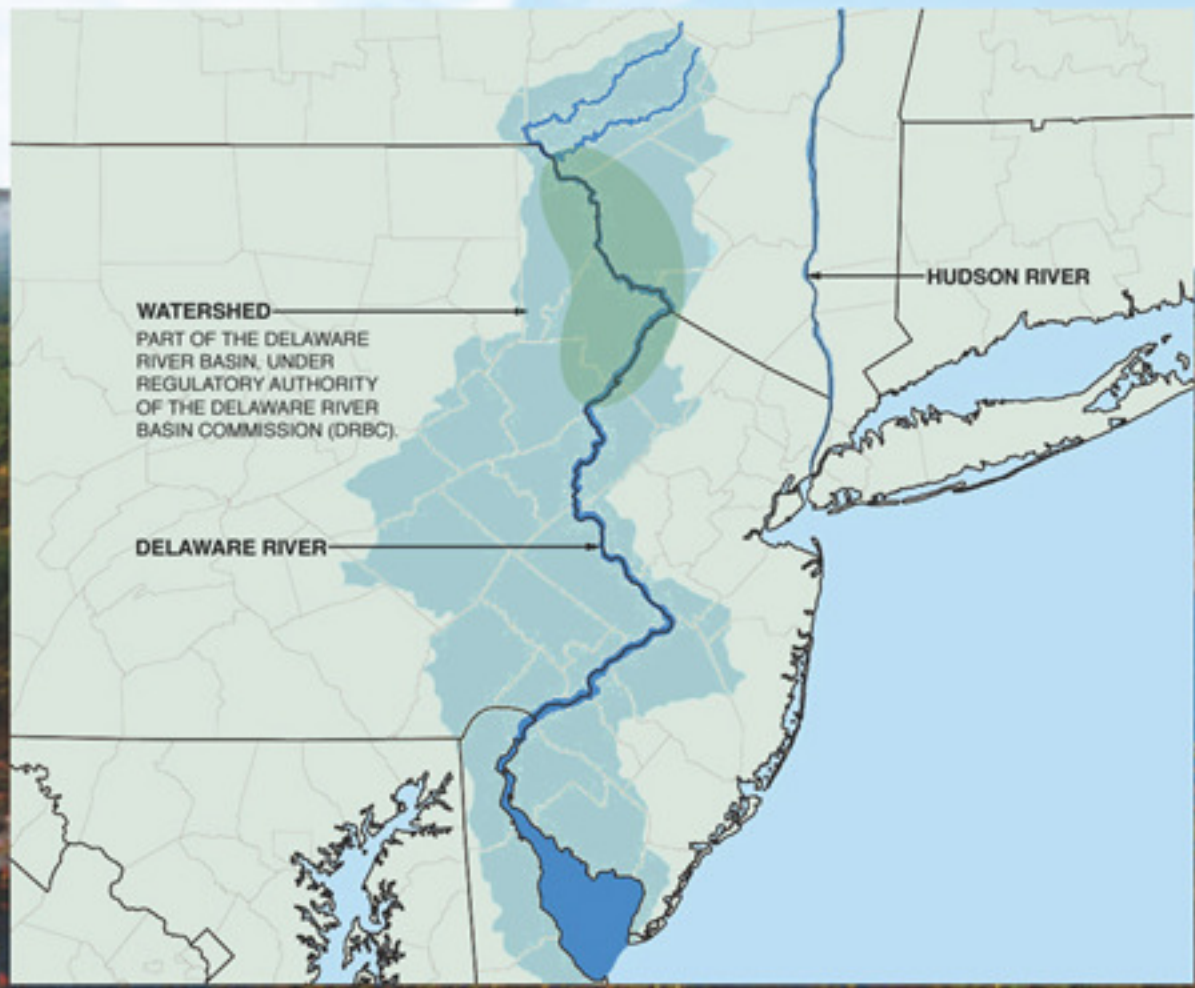 HUDSON RIVER
WATERSHED
PART OF THE DELAWARE
RIVER BASIN, UNDER
REGULATORY AUTHORITY
OF THE DELAWARE RIVER
BASIN COMMISSION (DRBC).
DELAWARE RIVER